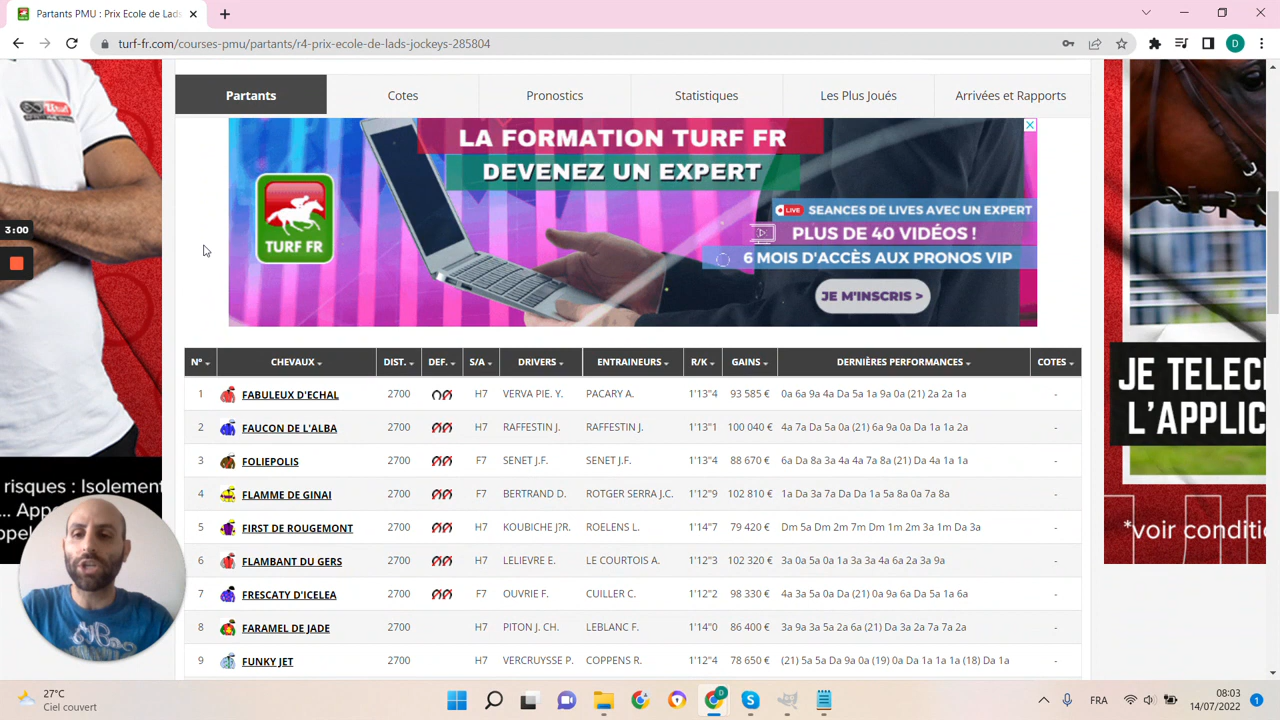 Partants PMU : Prix Ecole de Lads
turf-fr.com/courses-pmu/partants/r4-prix-ecole-de-lads-jockeys-285804
D
Partants Cotes Pronostics Statistiques Les Plus Joués Arrivées et Rapports
LA FORMATION TURF FR
DEVENEZ UN EXPERT
LIVE SEANCES DE LIVES AVEC UN EXPERT
PLUS DE 40 VIDÉOS !
6 MOIS D'ACCÈS AUX PRONOS VIP
JE M'INSCRIS >
TURF FR
3:00
N° CHEVAUX DIST. DEF. S/A DRIVERS ENTRAINEURS R/K GAINS DERNIÈRES PERFORMANCES COTES
1 FABULEUX D'ECHAL 2700 H7 VERVA PIE. Y. PACARY A. 1'13"4 93 585 € 0a 6a 9a 4a Da 5a 1a 9a 0a (21) 2a 2a 1a -
2 FAUCON DE L'ALBA 2700 H7 RAFFESTIN J. RAFFESTIN J. 1'13"1 100 040 € 4a 7a Da 5a 0a (21) 6a 9a 0a Da 1a 1a 2a -
3 FOLIEPOLIS 2700 F7 SENET J.F. SENET J.F. 1'13"4 88 670 € 6a Da 8a 3a 4a 4a 7a 8a (21) Da 4a 1a 1a -
4 FLAMME DE GINAI 2700 F7 BERTRAND D. ROTGER SERRA J.C. 1'12"9 102 810 € 1a Da 3a 7a Da Da 1a 5a 8a 0a 7a 8a -
5 FIRST DE ROUGEMONT 2700 H7 KOUBICHE J?R. ROELENS L. 1'14"7 79 420 € Dm 5a Dm 2m 7m Dm 1m 2m 3a 1m Da 3a -
6 FLAMBANT DU GERS 2700 H7 LELIEVRE E. LE COURTOIS A. 1'12"3 102 320 € 3a 0a 5a 0a 1a 3a 3a 4a 6a 2a 3a 9a -
7 FRESCATY D'ICELEA 2700 F7 OUVRIE F. CUILLER C. 1'12"2 98 330 € 4a 3a 5a 0a Da (21) 0a 9a 6a Da 5a 1a 6a -
8 FARAMEL DE JADE 2700 H7 PITON J. CH. LEBLANC F. 1'14"0 86 400 € 3a 9a 3a 5a 2a 6a (21) Da 3a 2a 7a 7a 2a -
9 FUNKY JET 2700 H7 VERCRUYSSE P. COPPENS R. 1'12"4 78 650 € (21) 5a 5a Da 9a 0a (19) 0a Da 1a 1a 1a (18) Da 1a -
risques : Isolement
JE TELEC
L'APPLIC
*voir conditi
27°C
Ciel couvert
D
FRA
08:03
14/07/2022
1